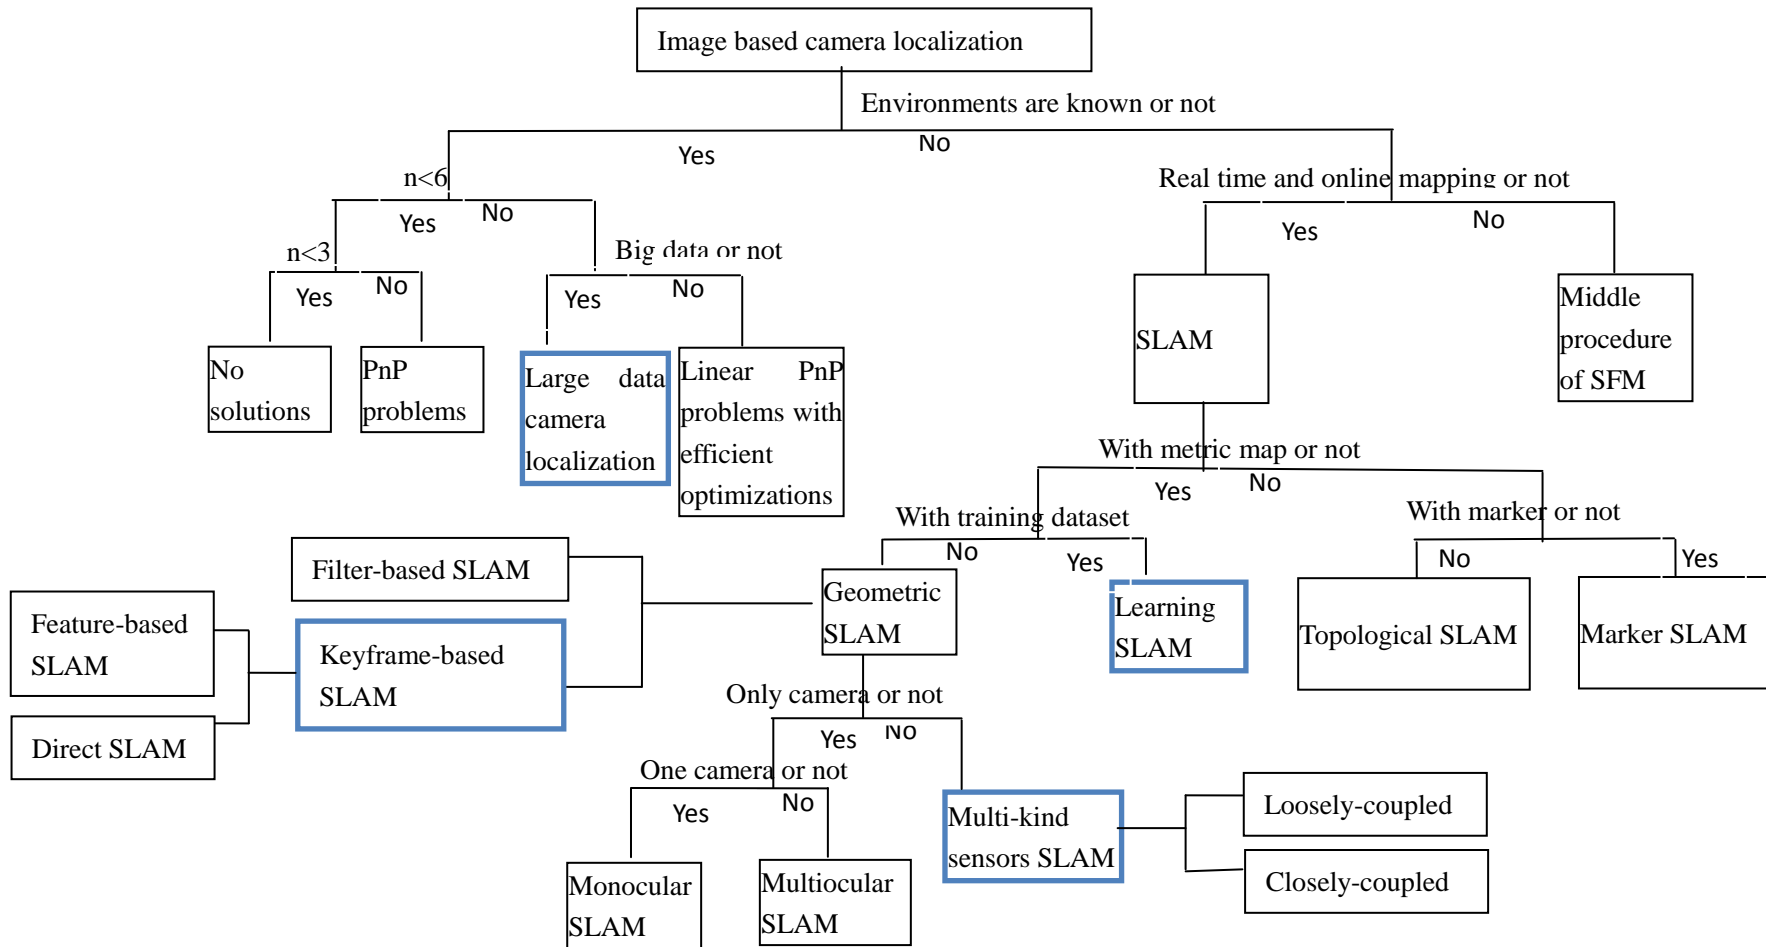 Image based camera localization
Environments are known or not
Yes
No
n<6
Real time and online mapping or not
Yes
No
Yes
No
n<3
Big data or not
Yes
No
Yes
No
No
solutions
PnP
problems
Large data
camera
localization
Linear PnP
problems with
efficient
optimizations
SLAM
Middle
procedure
of SFM
With metric map or not
Yes
No
With training dataset
With marker or not
No
Yes
No
Yes
Filter-based SLAM
Geometric
SLAM
Learning
SLAM
Topological SLAM
Marker SLAM
Feature-based
SLAM
Keyframe-based
SLAM
Direct SLAM
Only camera or not
Yes
No
One camera or not
Yes
No
Multi-kind
sensors SLAM
Loosely-coupled
Closely-coupled
Monocular
SLAM
Multiocular
SLAM